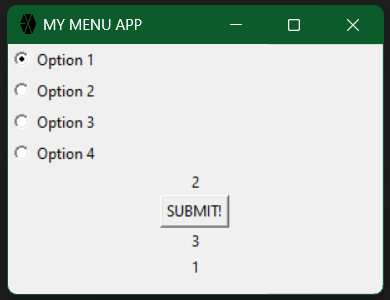 MY MENU APP
Option 1
Option 2
Option 3
Option 4
2
SUBMIT!
3
1